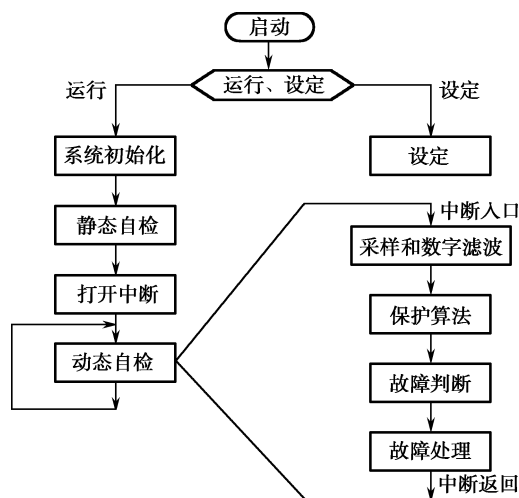 启动
运行、设定
运行
设定
系统初始化
静态自检
打开中断
动态自检
设定
中断入口
采样和数字滤波
保护算法
故障判断
故障处理
中断返回